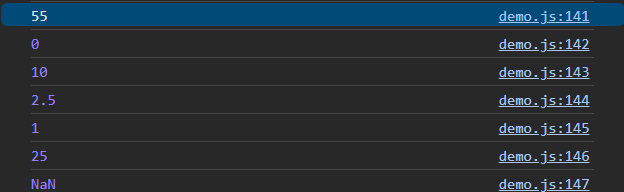 55 demo.js:141
0 demo.js:142
10 demo.js:143
2.5 demo.js:144
1 demo.js:145
25 demo.js:146
NaN demo.js:147